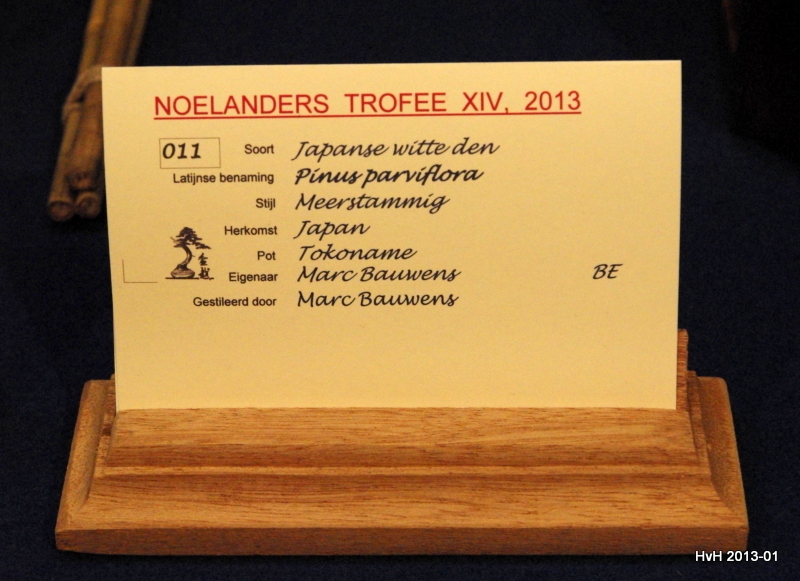 NOELANDERS TROFEE XIV, 2013
011 Soort Japanse witte den
Latijnse benaming Pinus parviflora
Stijl Meerstammig
Herkomst Japan
Pot Tokoname
Eigenaar Marc Bauwens BE
Gestileerd door Marc Bauwens
HvH 2013-01